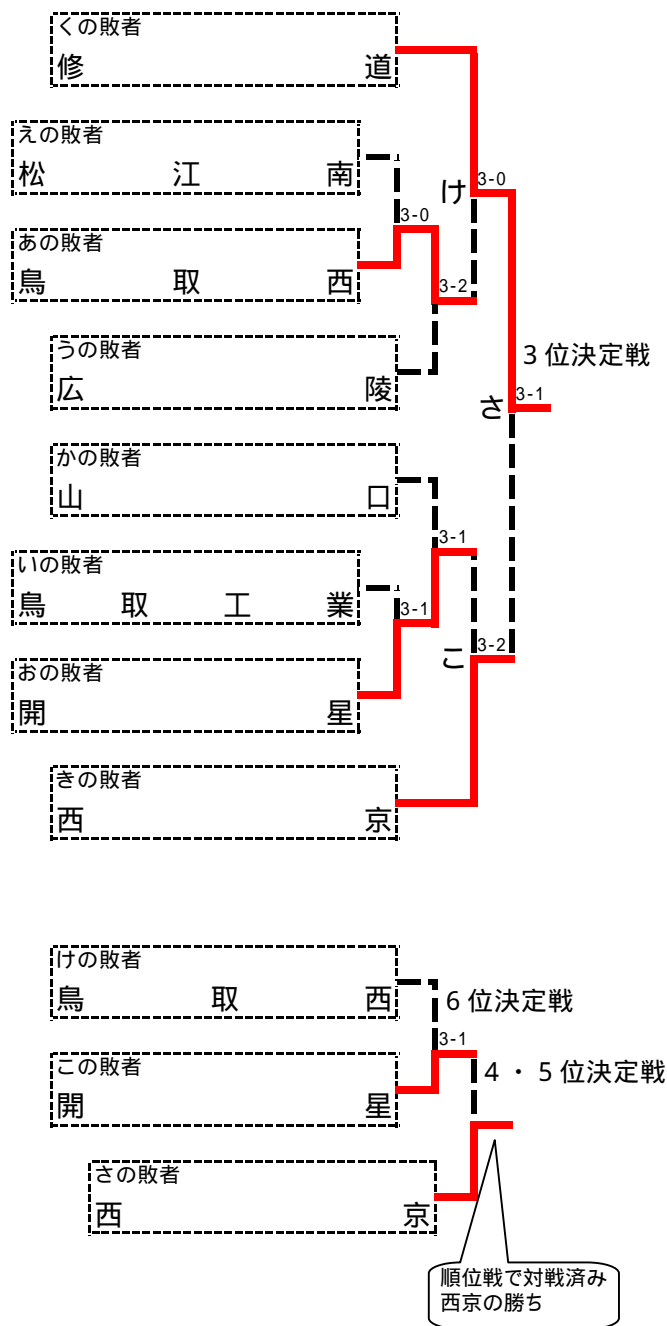 くの敗者
修道
えの敗者
松江南
3-0
け
3-0
あの敗者
鳥取西
3-2
うの敗者
広陵
3位決定戦
さ
3-1
かの敗者
山口
3-1
いの敗者
鳥取工業
3-1
おの敗者
開星
こ
3-2
きの敗者
西京
けの敗者
鳥取西
6位決定戦
3-1
この敗者
開星
4・5位決定戦
さの敗者
西京
順位戦で対戦済み
西京の勝ち